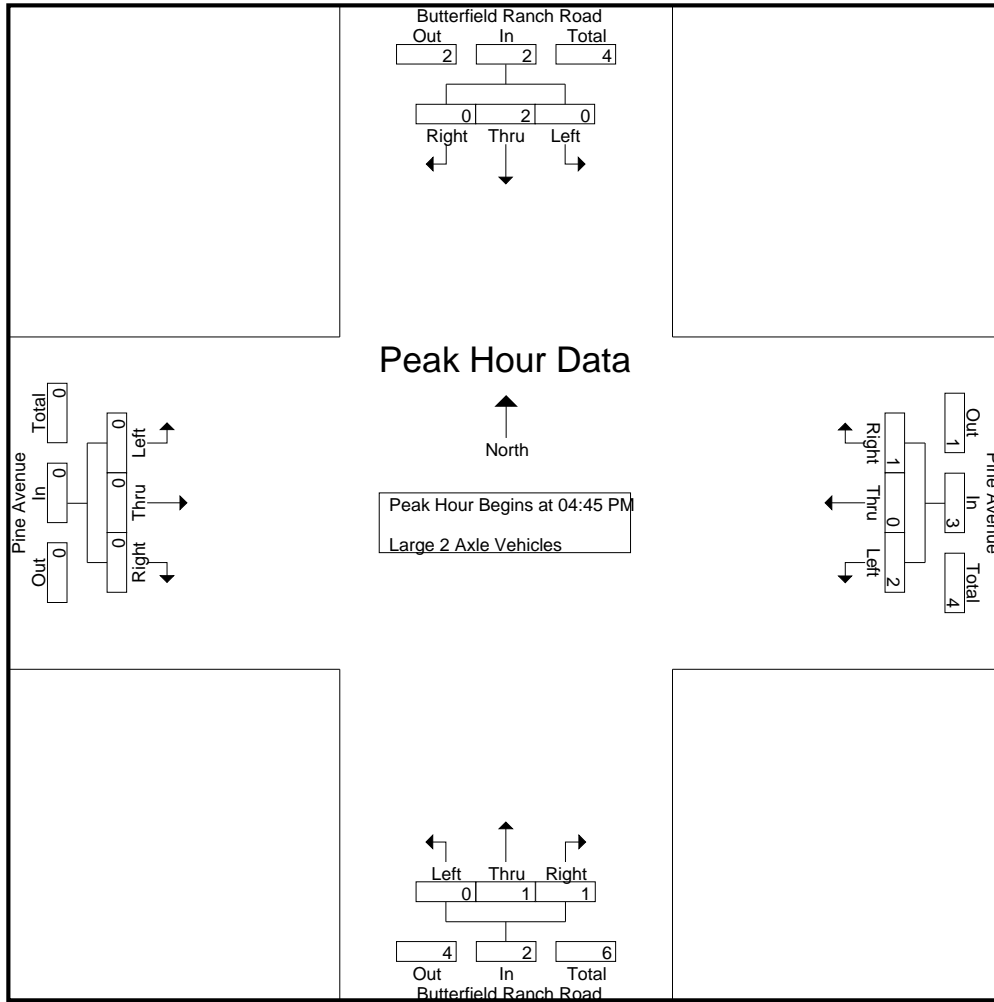 Butterfield Ranch Road
Out In Total
2 2 4
0 2 0
Right Thru Left
Peak Hour Data
North
Peak Hour Begins at 04:45 PM
Large 2 Axle Vehicles
Pine Avenue
Out In Total
0 0 0
Left Thru Right
0 0 0
Pine Avenue
Out In Total
1 3 4
Right Thru Left
1 0 2
Left Thru Right
0 1 1
4 2 6
Out In Total
Butterfield Ranch Road